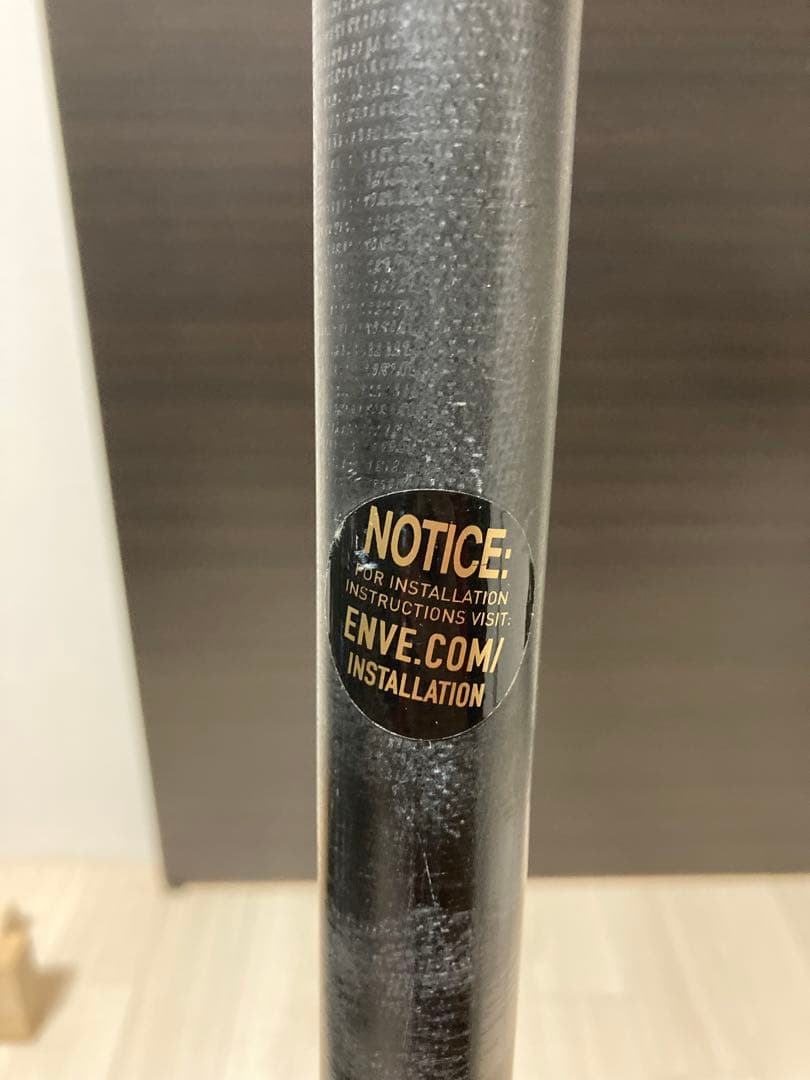 NOTICE:
FOR INSTALLATION
INSTRUCTIONS VISIT:
ENVE.COM/
INSTALLATION